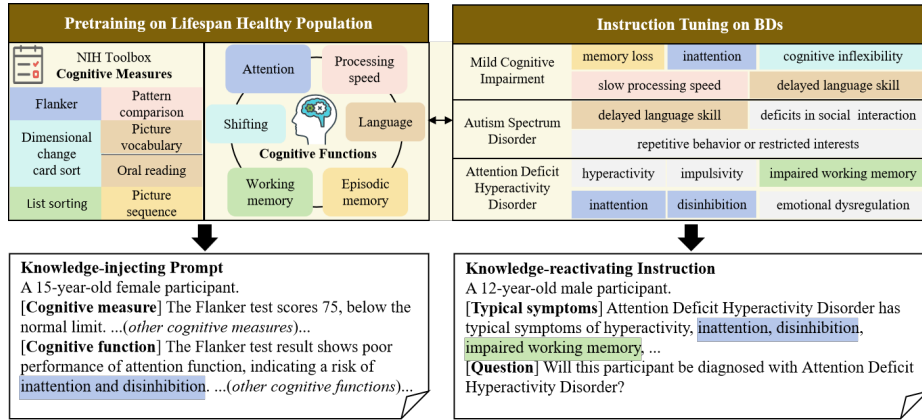 Pretraining on Lifespan Healthy Population
NIH Toolbox
Cognitive Measures
Flanker
Pattern
comparison
Dimensional
change
card sort
Picture
vocabulary
Oral reading
List sorting
Picture
sequence
Attention
Processing
speed
Shifting
Language
Cognitive Functions
Working
memory
Episodic
memory
Instruction Tuning on BDs
Mild Cognitive
Impairment
memory loss
inattention
cognitive inflexibility
slow processing speed
delayed language skill
Autism Spectrum
Disorder
delayed language skill
deficits in social interaction
repetitive behavior or restricted interests
Attention Deficit
Hyperactivity
Disorder
hyperactivity
impulsivity
impaired working memory
inattention
disinhibition
emotional dysregulation
Knowledge-injecting Prompt
A 15-year-old female participant.
[Cognitive measure] The Flanker test scores 75, below the
normal limit. ...(other cognitive measures)...
[Cognitive function] The Flanker test result shows poor
performance of attention function, indicating a risk of
inattention and disinhibition. ...(other cognitive functions)...
Knowledge-reactivating Instruction
A 12-year-old male participant.
[Typical symptoms] Attention Deficit Hyperactivity Disorder has
typical symptoms of hyperactivity, inattention, disinhibition,
impaired working memory, ...
[Question] Will this participant be diagnosed with Attention Deficit
Hyperactivity Disorder?